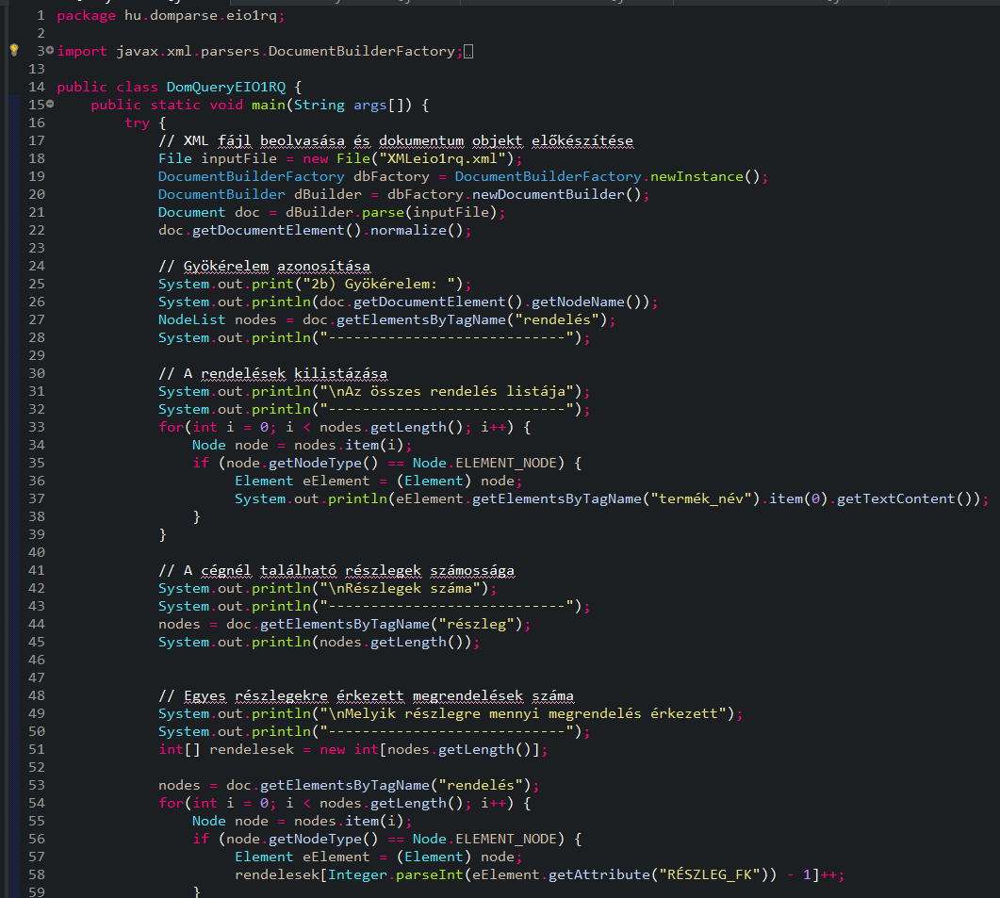 1 package hu.domparse.eio1rq;
2
3 import javax.xml.parsers.DocumentBuilderFactory;
13
14 public class DomQueryEIO1RQ {
15     public static void main(String args[]) {
16         try {
17             // XML fájl beolvasása és dokumentum objekt előkészítése
18             File inputFile = new File("XMLeio1rq.xml");
19             DocumentBuilderFactory dbFactory = DocumentBuilderFactory.newInstance();
20             DocumentBuilder dBuilder = dbFactory.newDocumentBuilder();
21             Document doc = dBuilder.parse(inputFile);
22             doc.getDocumentElement().normalize();
23
24             // Gyökérelem azonosítása
25             System.out.print("2b) Gyökérelem: ");
26             System.out.println(doc.getDocumentElement().getNodeName());
27             NodeList nodes = doc.getElementsByTagName("rendelés");
28             System.out.println("----------------------------");
29
30             // A rendelések kilistázása
31             System.out.println("\nAz összes rendelés listája");
32             System.out.println("----------------------------");
33             for(int i = 0; i < nodes.getLength(); i++) {
34                 Node node = nodes.item(i);
35                 if (node.getNodeType() == Node.ELEMENT_NODE) {
36                     Element eElement = (Element) node;
37                     System.out.println(eElement.getElementsByTagName("termék_név").item(0).getTextContent());
38                 }
39             }
40
41             // A cégnél található részlegek számossága
42             System.out.println("\nRészlegek száma");
43             System.out.println("----------------------------");
44             nodes = doc.getElementsByTagName("részleg");
45             System.out.println(nodes.getLength());
46
47
48             // Egyes részlegekre érkezett megrendelések száma
49             System.out.println("\nMelyik részlegre mennyi megrendelés érkezett");
50             System.out.println("----------------------------");
51             int[] rendelesek = new int[nodes.getLength()];
52
53             nodes = doc.getElementsByTagName("rendelés");
54             for(int i = 0; i < nodes.getLength(); i++) {
55                 Node node = nodes.item(i);
56                 if (node.getNodeType() == Node.ELEMENT_NODE) {
57                     Element eElement = (Element) node;
58                     rendelesek[Integer.parseInt(eElement.getAttribute("RÉSZLEG_FK")) - 1]++;
59                 }